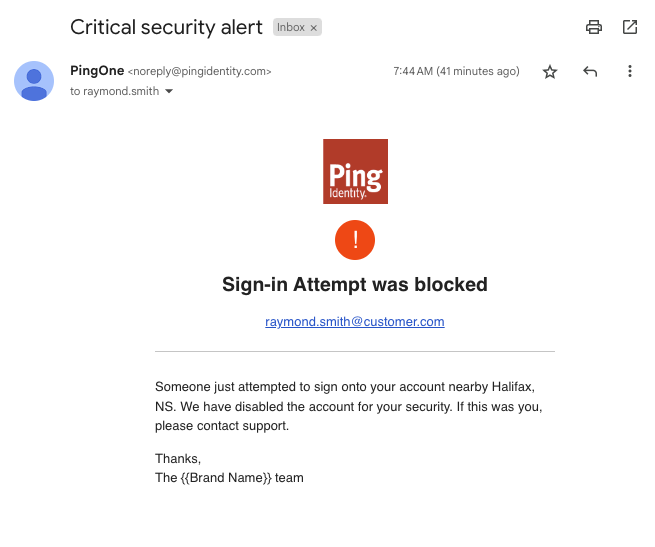 Critical security alert Inbox ×
PingOne <noreply@pingidentity.com> 7:44 AM (41 minutes ago)
to raymond.smith
Ping
Identity.
!
Sign-in Attempt was blocked
raymond.smith@customer.com
Someone just attempted to sign onto your account nearby Halifax,
NS. We have disabled the account for your security. If this was you,
please contact support.
Thanks,
The {{Brand Name}} team